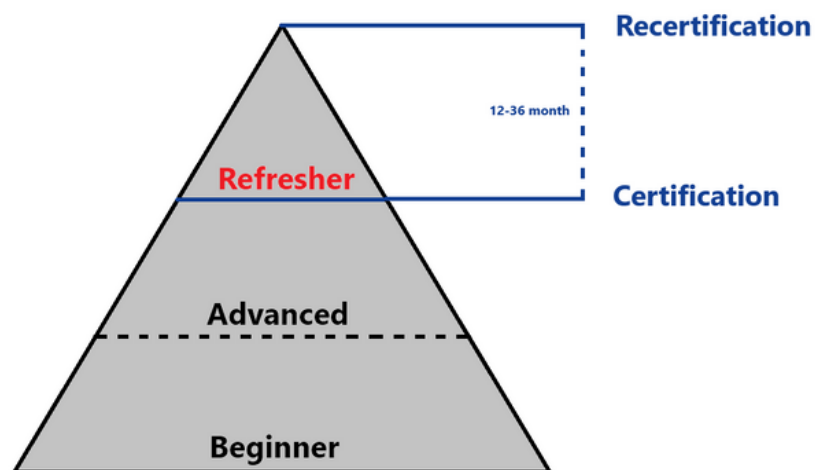 Recertification
12-36 month
Refresher
Certification
Advanced
Beginner